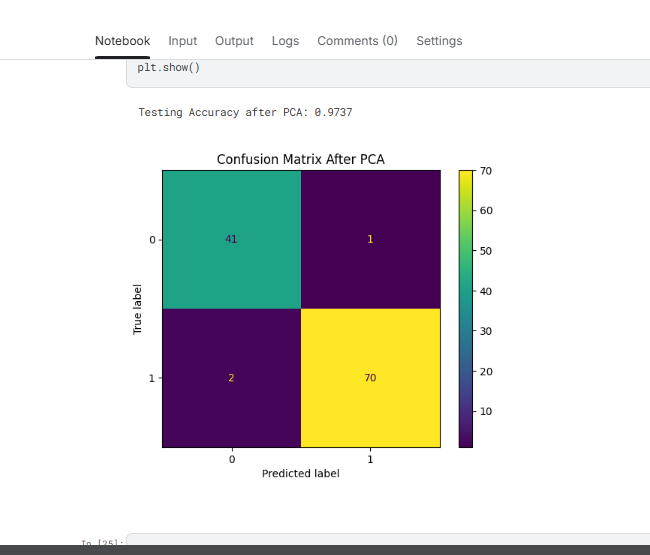 Notebook Input Output Logs Comments (0) Settings
plt.show()
Testing Accuracy after PCA: 0.9737
Confusion Matrix After PCA
70
60
50
40
30
20
10
0
41
1
True label
1
2
70
0
1
Predicted label
In [25]: